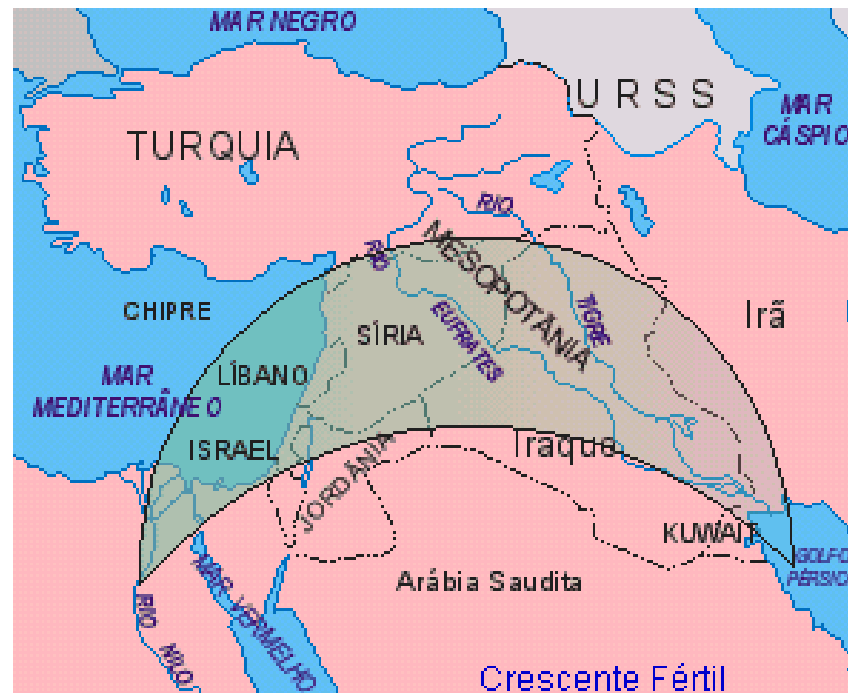 MAR NEGRO
URSS
MAR
CÁSPIO
TURQUIA
RIO
RIO
MESOPOTÂNIA
CHIPRE
SÍRIA
EUFRATES
TIGRE
Irã
MAR
MEDITERRÂNEO
LÍBANO
ISRAEL
JORDÂNIA
Iraque
KUWAIT
GOLFO
PÉRSICO
Arábia Saudita
RIO
NILO
MAR VERMELHO
Crescente Fértil